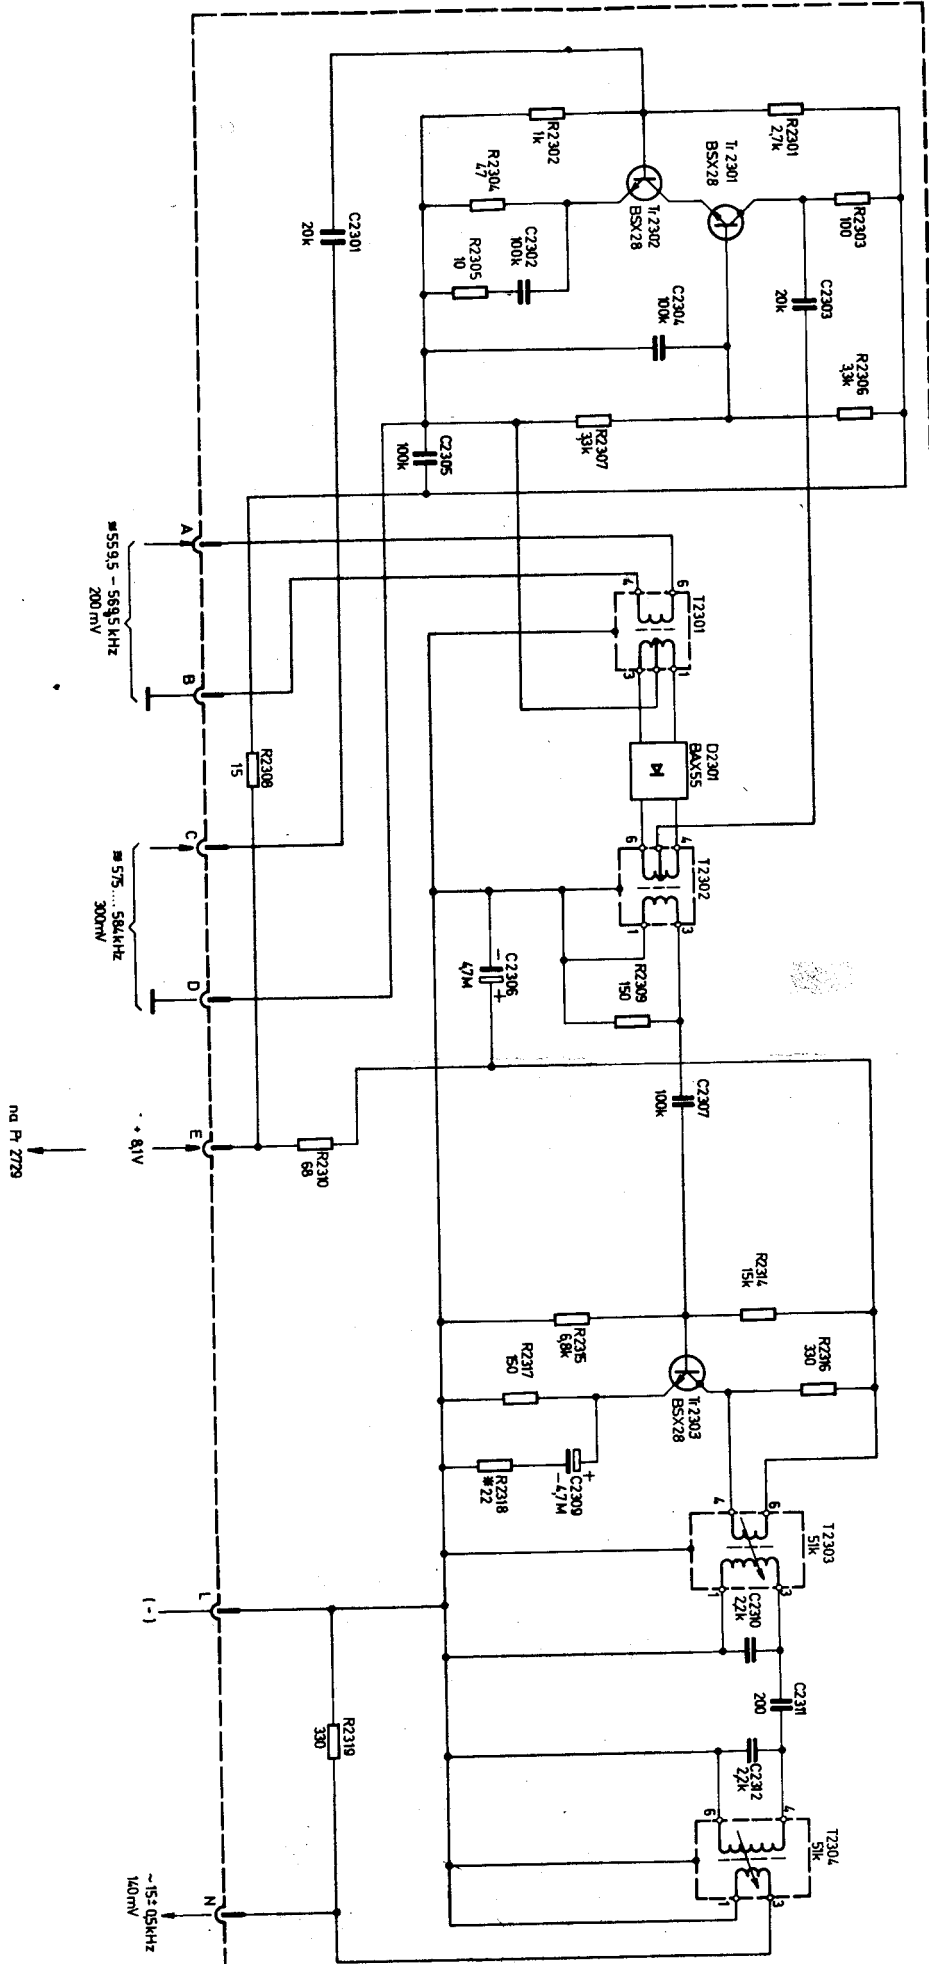 R2301
2,7k
R2302
1k
Tr2301
BSX28
R2303
100
R2304
47
Tr2302
BSX28
C2301
20k
C2302
100k
R2305
10
C2303
20k
C2304
100k
R2306
3,3k
R2307
33k
C2305
100k
A
≈559,5 - 569,5 kHz
200 mV
B
4
6
T2301
3
1
D2301
BAX55
R2308
15
6
4
T2302
1
3
C
≈ 575 .... 584kHz
300mV
D
-
C2306
+
47M
R2309
150
C2307
100k
E
+ 8,1V
na Pr 2729
R2310
68
R2314
15k
R2315
6,8k
R2316
330
R2317
150
Tr2303
BSX28
+
C2309
-4,7M
R2318
*22
4
6
T2303
51k
1
3
C2310
2,2k
L
(-)
C2311
200
R2319
330
C2312
2,2k
6
4
T2304
51k
1
3
N
~15±0,5kHz
140mV